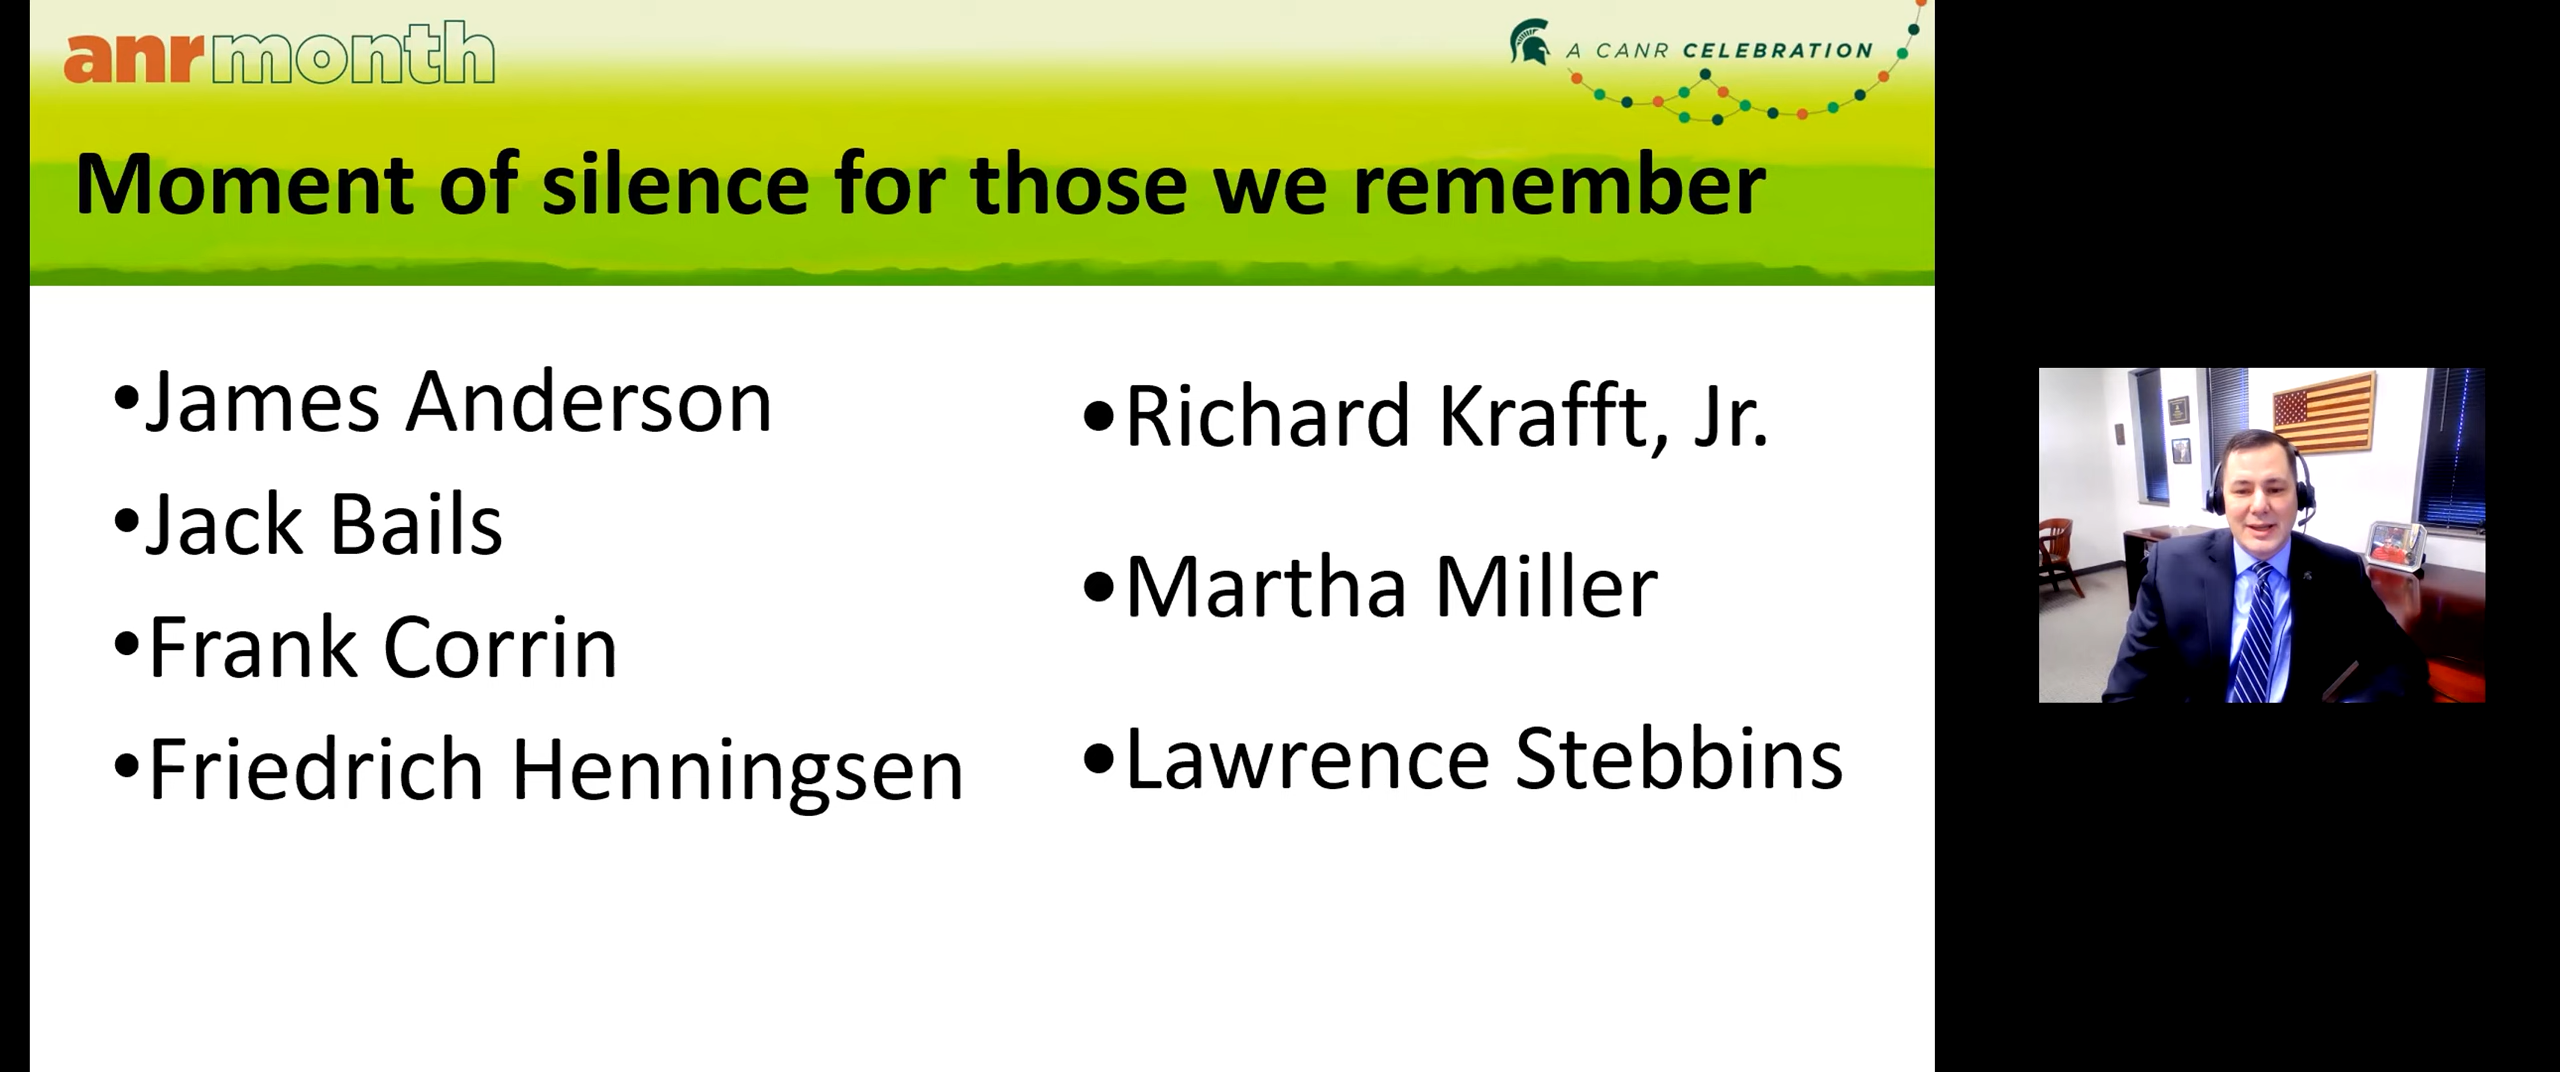 anrmonth
A CANR CELEBRATION
Moment of silence for those we remember
•James Anderson
•Jack Bails
•Frank Corrin
•Friedrich Henningsen
•Richard Krafft, Jr.
•Martha Miller
•Lawrence Stebbins